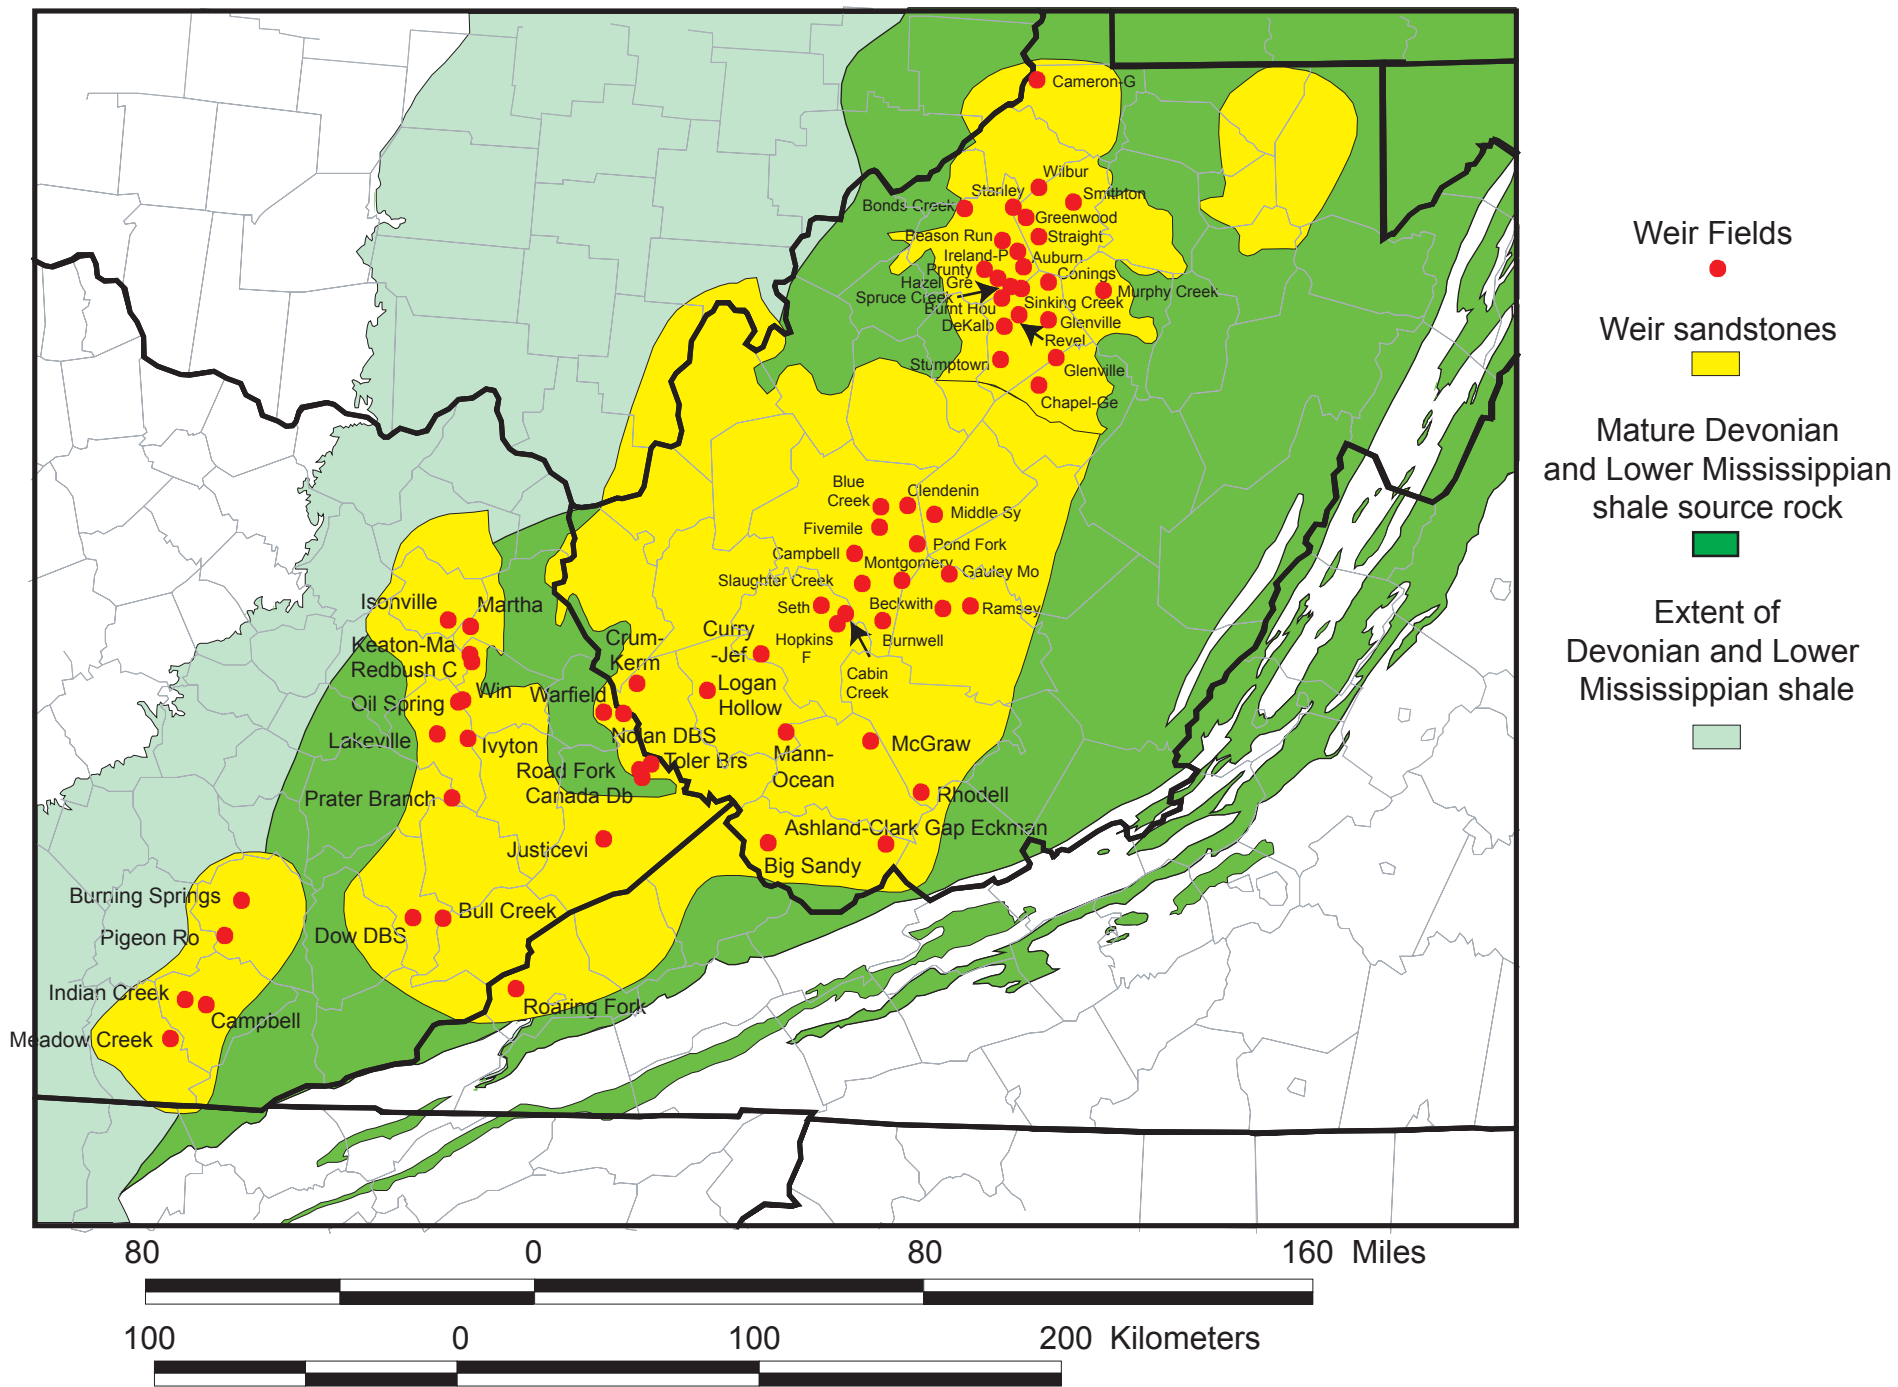 Cameron-G
Wilbur
Stanley
Smithton
Bonds Creek
Greenwood
Beason Run
Straight
Ireland-P
Auburn
Prunty
Conings
Hazel Gre
Spruce Creek
Murphy Creek
Burnt Hou
Sinking Creek
DeKalb
Glenville
Revel
Stumptown
Glenville
Chapel-Ge
Blue
Creek
Clendenin
Middle Sy
Fivemile
Pond Fork
Campbell
Montgomery
Gauley Mo
Slaughter Creek
Seth
Beckwith
Ramsey
Hopkins
F
Burnwell
Cabin
Creek
Curry
-Jef
Crum-
Kerm
Logan
Hollow
Warfield
Nolan DBS
Toler Brs
Road Fork
Canada Db
Mann-
Ocean
McGraw
Rhodell
Ashland-Clark Gap Eckman
Big Sandy
Isonville
Martha
Keaton-Ma
Redbush C
Win
Oil Spring
Lakeville
Ivyton
Prater Branch
Justicevi
Bull Creek
Dow DBS
Roaring Fork
Burning Springs
Pigeon Ro
Indian Creek
Campbell
Meadow Creek
Weir Fields
Weir sandstones
Mature Devonian
and Lower Mississippian
shale source rock
Extent of
Devonian and Lower
Mississippian shale
80 0 80 160 Miles
100 0 100 200 Kilometers